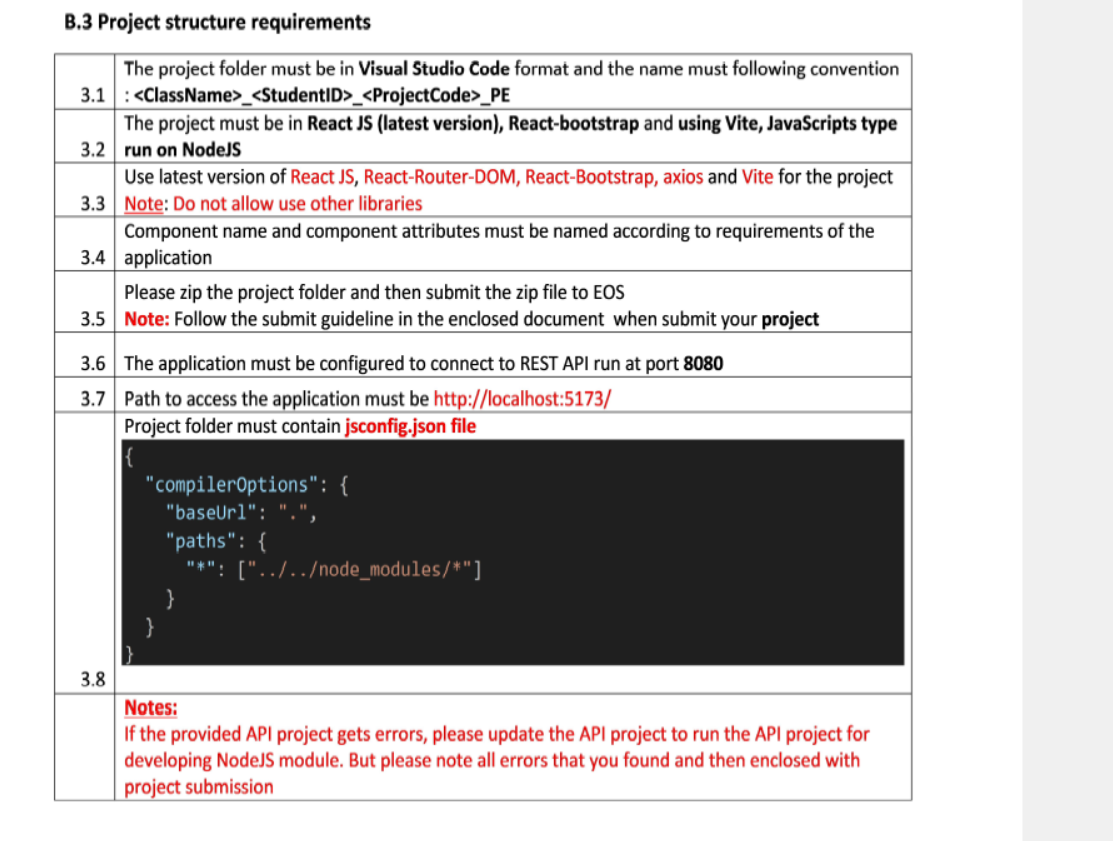 B.3 Project structure requirements
The project folder must be in Visual Studio Code format and the name must following convention
3.1 : <ClassName>_<StudentID>_<ProjectCode>_PE
The project must be in React JS (latest version), React-bootstrap and using Vite, JavaScripts type
3.2 run on NodeJS
Use latest version of React JS, React-Router-DOM, React-Bootstrap, axios and Vite for the project
3.3 Note: Do not allow use other libraries
Component name and component attributes must be named according to requirements of the
3.4 application
Please zip the project folder and then submit the zip file to EOS
3.5 Note: Follow the submit guideline in the enclosed document when submit your project
3.6 The application must be configured to connect to REST API run at port 8080
3.7 Path to access the application must be http://localhost:5173/
Project folder must contain jsconfig.json file
{
"compilerOptions": {
"baseUrl": ".",
"paths": {
"*": ["../../node_modules/*"]
}
}
}
3.8
Notes:
If the provided API project gets errors, please update the API project to run the API project for
developing NodeJS module. But please note all errors that you found and then enclosed with
project submission